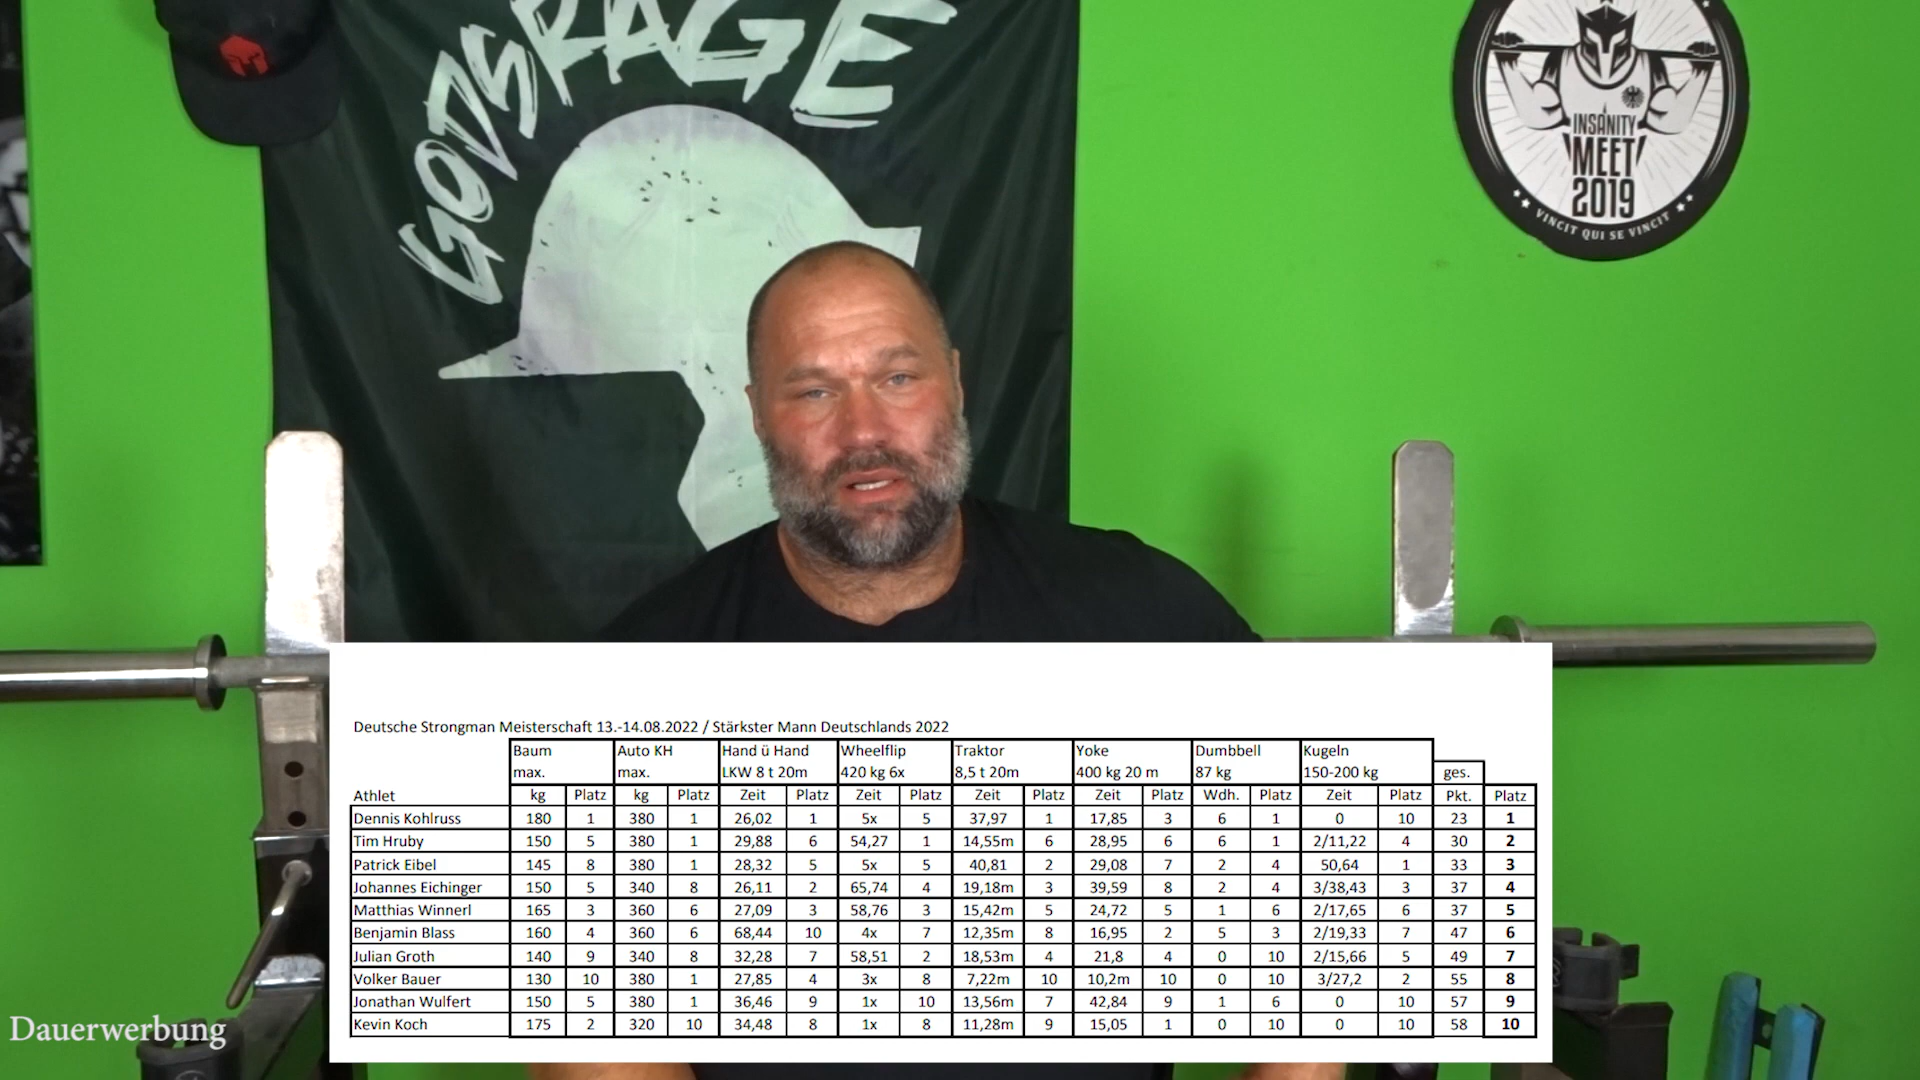 GODSRAGE
INSANITY
MEET
2019
VINCIT QUI SE VINCIT
Deutsche Strongman Meisterschaft 13.-14.08.2022 / Stärkster Mann Deutschlands 2022
Baum Auto KH Hand ü Hand Wheelflip Traktor Yoke Dumbbell Kugeln
max. max. LKW 8 t 20m 420 kg 6x 8,5 t 20m 400 kg 20 m 87 kg 150-200 kg ges.
Athlet kg Platz kg Platz Zeit Platz Zeit Platz Zeit Platz Zeit Platz Wdh. Platz Zeit Platz Pkt. Platz
Dennis Kohlruss 180 1 380 1 26,02 1 5x 5 37,97 1 17,85 3 6 1 0 10 23 1
Tim Hruby 150 5 380 1 29,88 6 54,27 1 14,55m 6 28,95 6 6 1 2/11,22 4 30 2
Patrick Eibel 145 8 380 1 28,32 5 5x 5 40,81 2 29,08 7 2 4 50,64 1 33 3
Johannes Eichinger 150 5 340 8 26,11 2 65,74 4 19,18m 3 39,59 8 2 4 3/38,43 3 37 4
Matthias Winnerl 165 3 360 6 27,09 3 58,76 3 15,42m 5 24,72 5 1 6 2/17,65 6 37 5
Benjamin Blass 160 4 360 6 68,44 10 4x 7 12,35m 8 16,95 2 5 3 2/19,33 7 47 6
Julian Groth 140 9 340 8 32,28 7 58,51 2 18,53m 4 21,8 4 0 10 2/15,66 5 49 7
Volker Bauer 130 10 380 1 27,85 4 3x 8 7,22m 10 10,2m 10 0 10 3/27,2 2 55 8
Jonathan Wulfert 150 5 380 1 36,46 9 1x 10 13,56m 7 42,84 9 1 6 0 10 57 9
Kevin Koch 175 2 320 10 34,48 8 1x 8 11,28m 9 15,05 1 0 10 0 10 58 10
Dauerwerbung